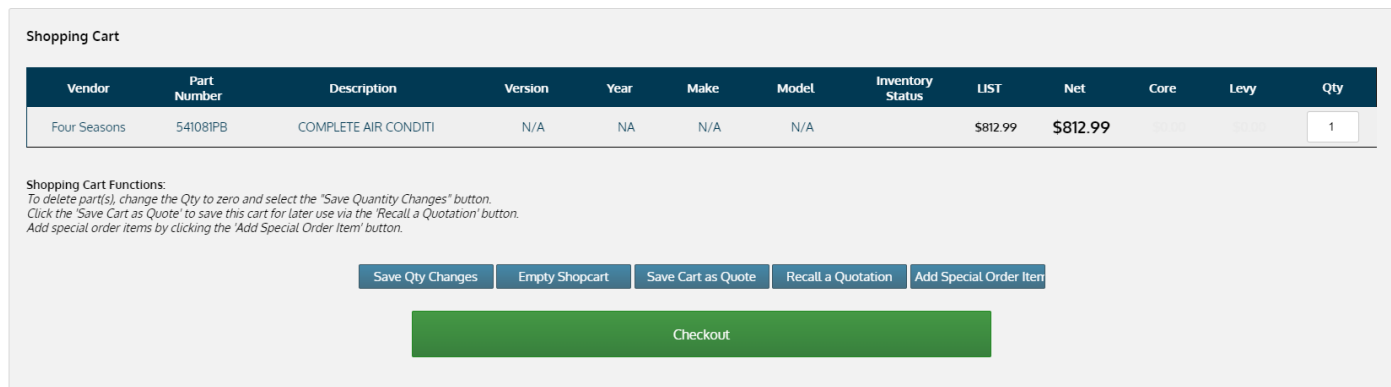 Shopping Cart
Vendor Part Number Description Version Year Make Model Inventory Status LIST Net Core Levy Qty
Four Seasons 541081PB COMPLETE AIR CONDITI N/A NA N/A N/A $812.99 $812.99 $0.00 $0.00 1
Shopping Cart Functions:
To delete part(s), change the Qty to zero and select the "Save Quantity Changes" button.
Click the 'Save Cart as Quote' to save this cart for later use via the 'Recall a Quotation' button.
Add special order items by clicking the 'Add Special Order Item' button.
Save Qty Changes Empty Shopcart Save Cart as Quote Recall a Quotation Add Special Order Item
Checkout